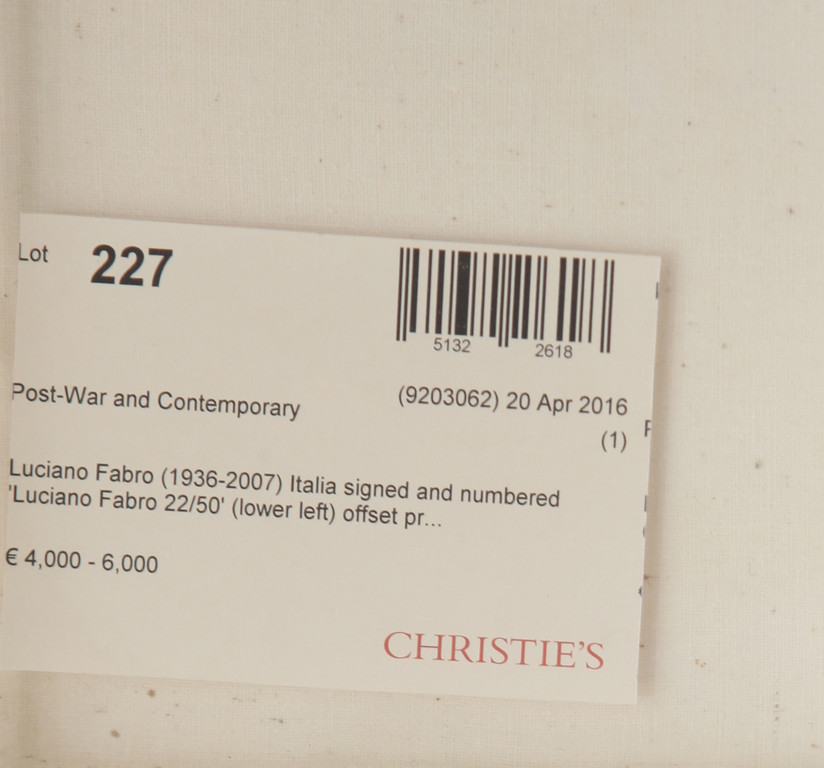 Lot 227
5132 2618
Post-War and Contemporary (9203062) 20 Apr 2016
(1)
Luciano Fabro (1936-2007) Italia signed and numbered
'Luciano Fabro 22/50' (lower left) offset pr...
€ 4,000 - 6,000
CHRISTIE'S